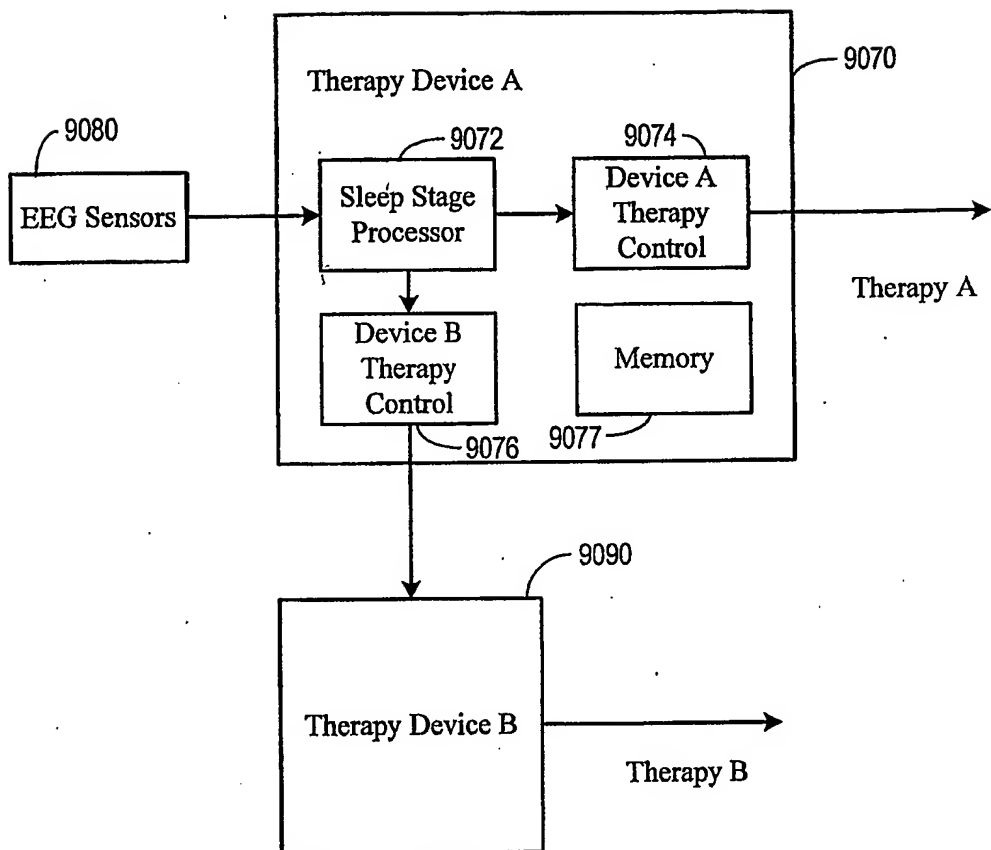 9070
Therapy Device A
9080
9072
9074
EEG Sensors
Sleep Stage
Processor
Device A
Therapy
Control
Therapy A
Device B
Therapy
Control
Memory
9077
9076
9090
Therapy Device B
Therapy B